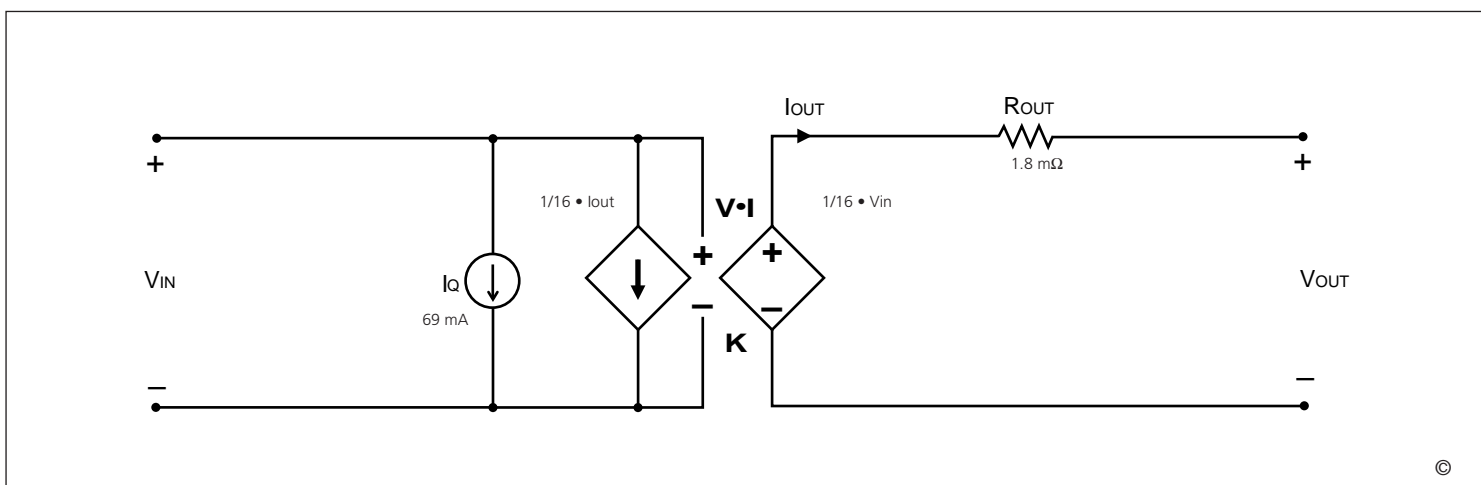 IOUT
ROUT
+
+
1.8 mΩ
1/16 • Iout
V•I
1/16 • Vin
+
+
VIN
IQ
VOUT
69 mA
–
–
K
–
–
©